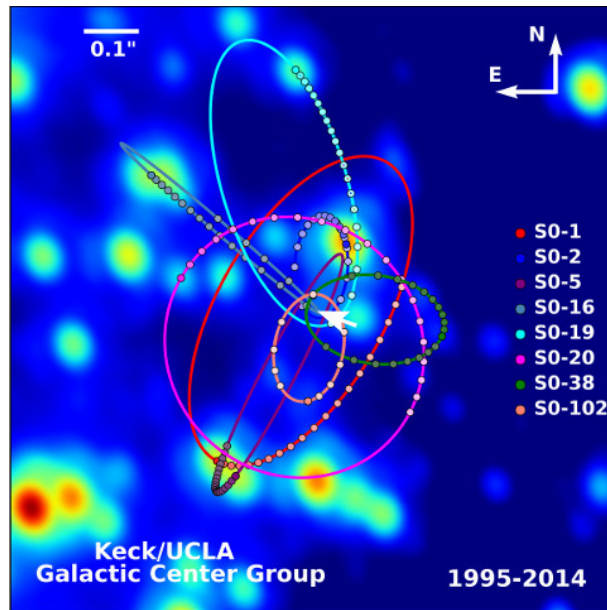 0.1"
N
E
S0-1
S0-2
S0-5
S0-16
S0-19
S0-20
S0-38
S0-102
Keck/UCLA
Galactic Center Group
1995-2014